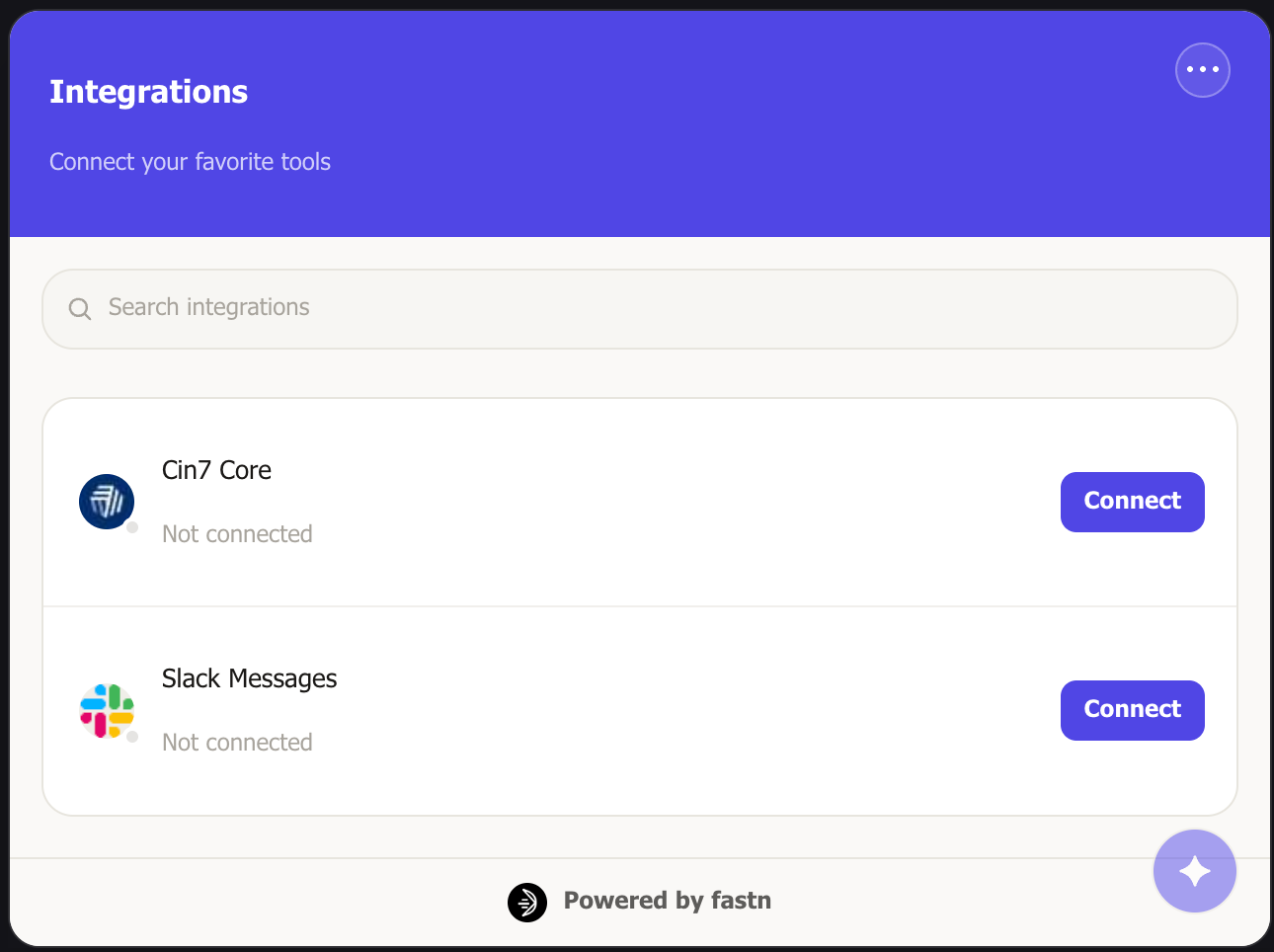 Integrations
Connect your favorite tools
Search integrations
Cin7 Core
Not connected
Connect
Slack Messages
Not connected
Connect
Powered by fastn